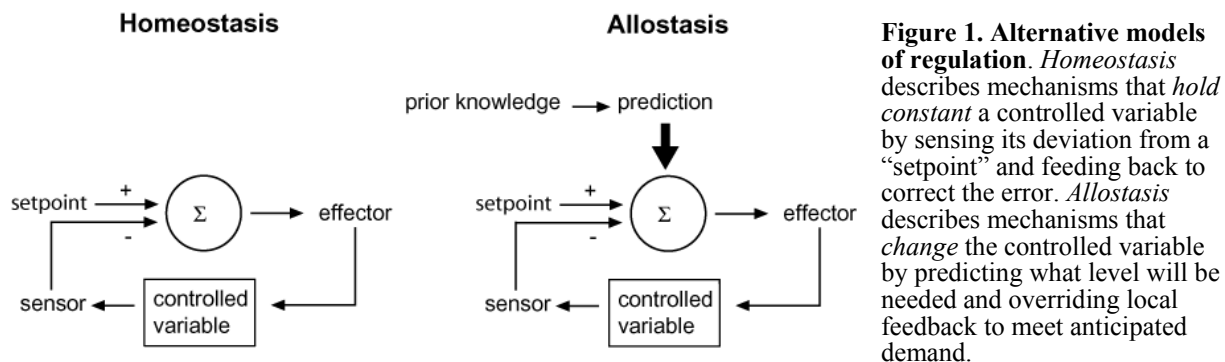 Homeostasis
setpoint
+
-
Σ
effector
sensor
controlled
variable
Allostasis
prior knowledge
prediction
setpoint
+
-
Σ
effector
sensor
controlled
variable
Figure 1. Alternative models
of regulation. Homeostasis
describes mechanisms that hold
constant a controlled variable
by sensing its deviation from a
“setpoint” and feeding back to
correct the error. Allostasis
describes mechanisms that
change the controlled variable
by predicting what level will be
needed and overriding local
feedback to meet anticipated
demand.